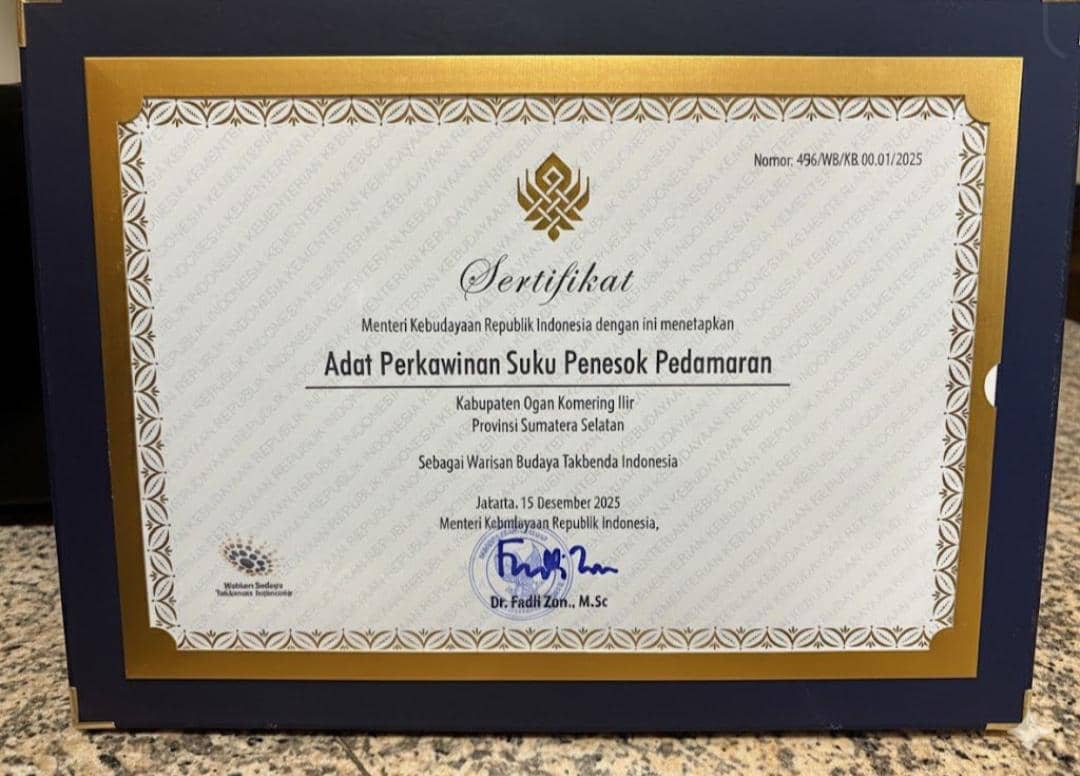 Nomor: 496/WB/KB.00.01/2025
Sertifikat
Menteri Kebudayaan Republik Indonesia dengan ini menetapkan
Adat Perkawinan Suku Penesok Pedamaran
Kabupaten Ogan Komering Ilir
Provinsi Sumatera Selatan
Sebagai Warisan Budaya Takbenda Indonesia
Jatarta. 15 Desember 2025
Menteri Republik Indonesia,
Dr. Fadli Zon., M.Sc